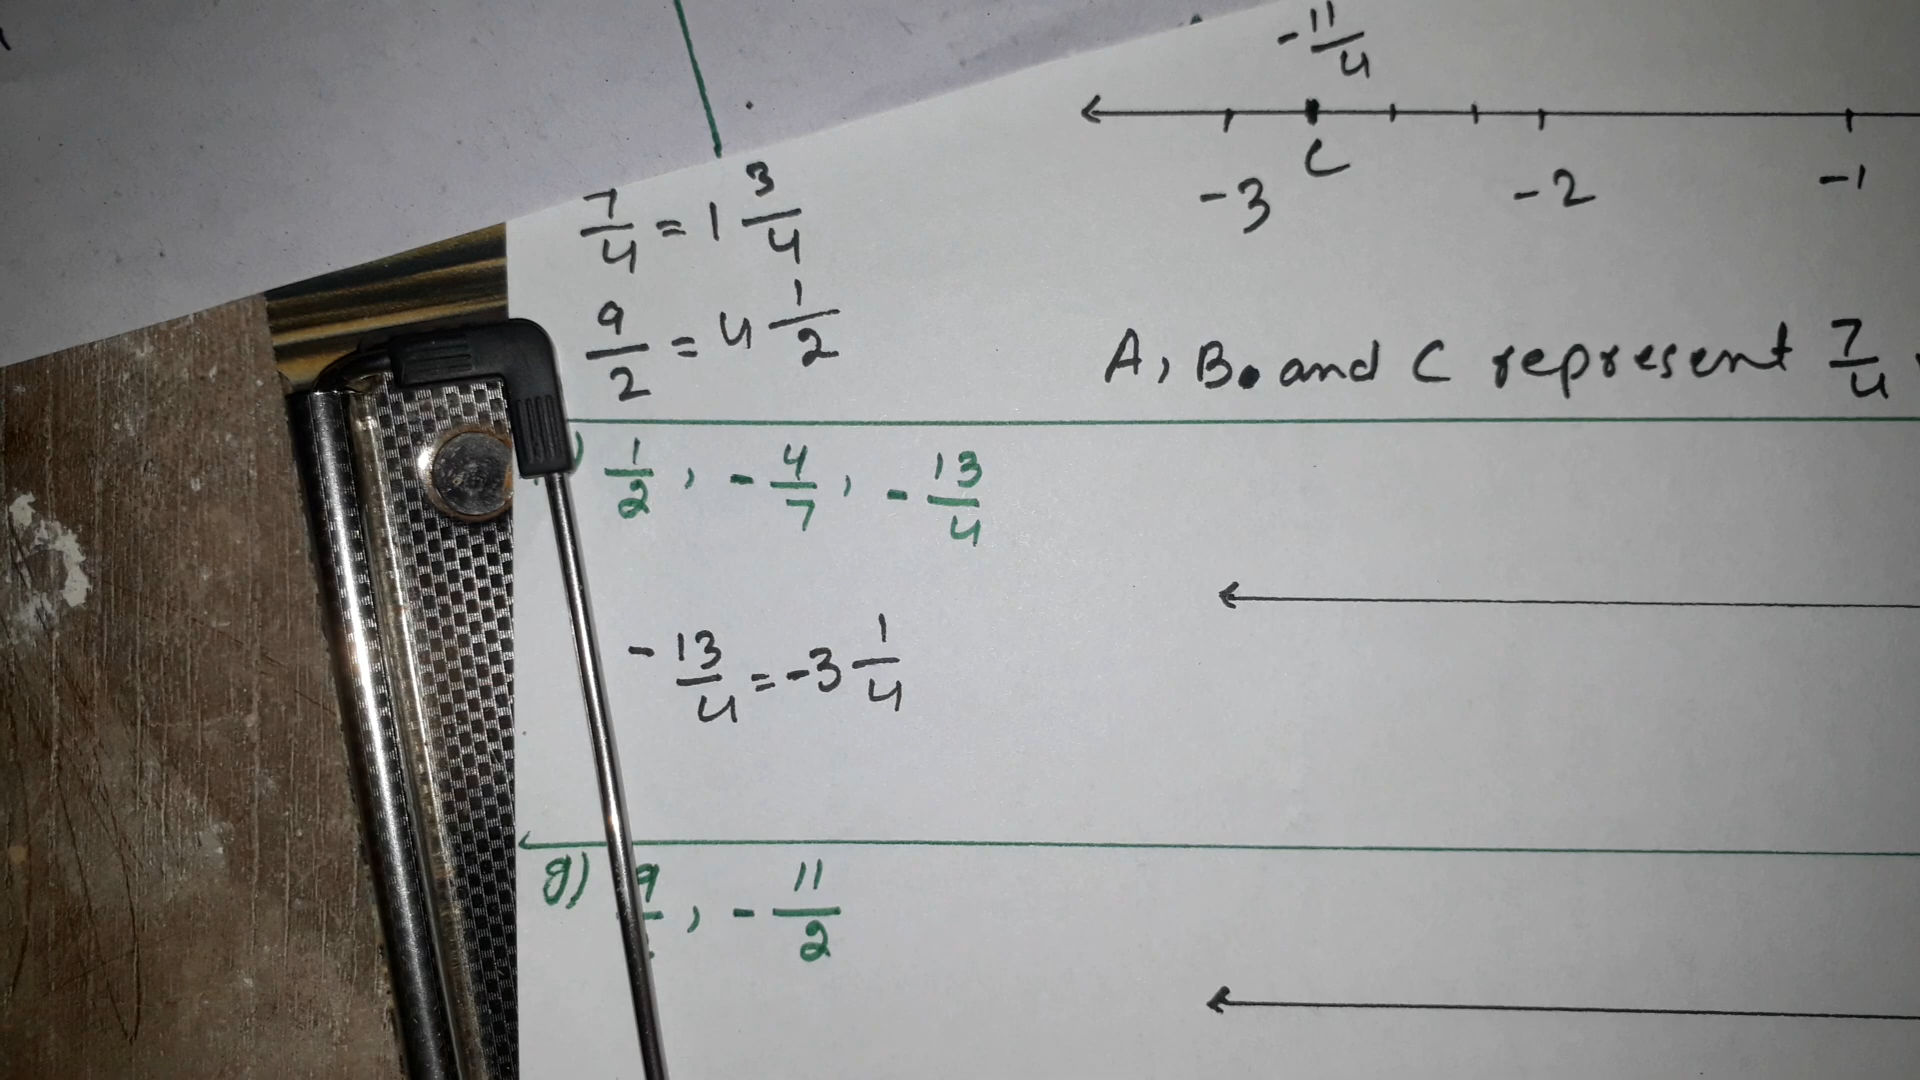 -11/4
C
-3 -2 -1
7/4 = 1 3/4
9/2 = 4 1/2
A, B and C represent 7/4
) 1/2, -4/7, -13/4
-13/4 = -3 1/4
g) 9, -11/2